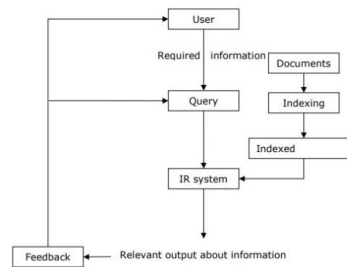 User
Required information
Documents
Query
Indexing
Indexed
IR system
Feedback
Relevant output about information